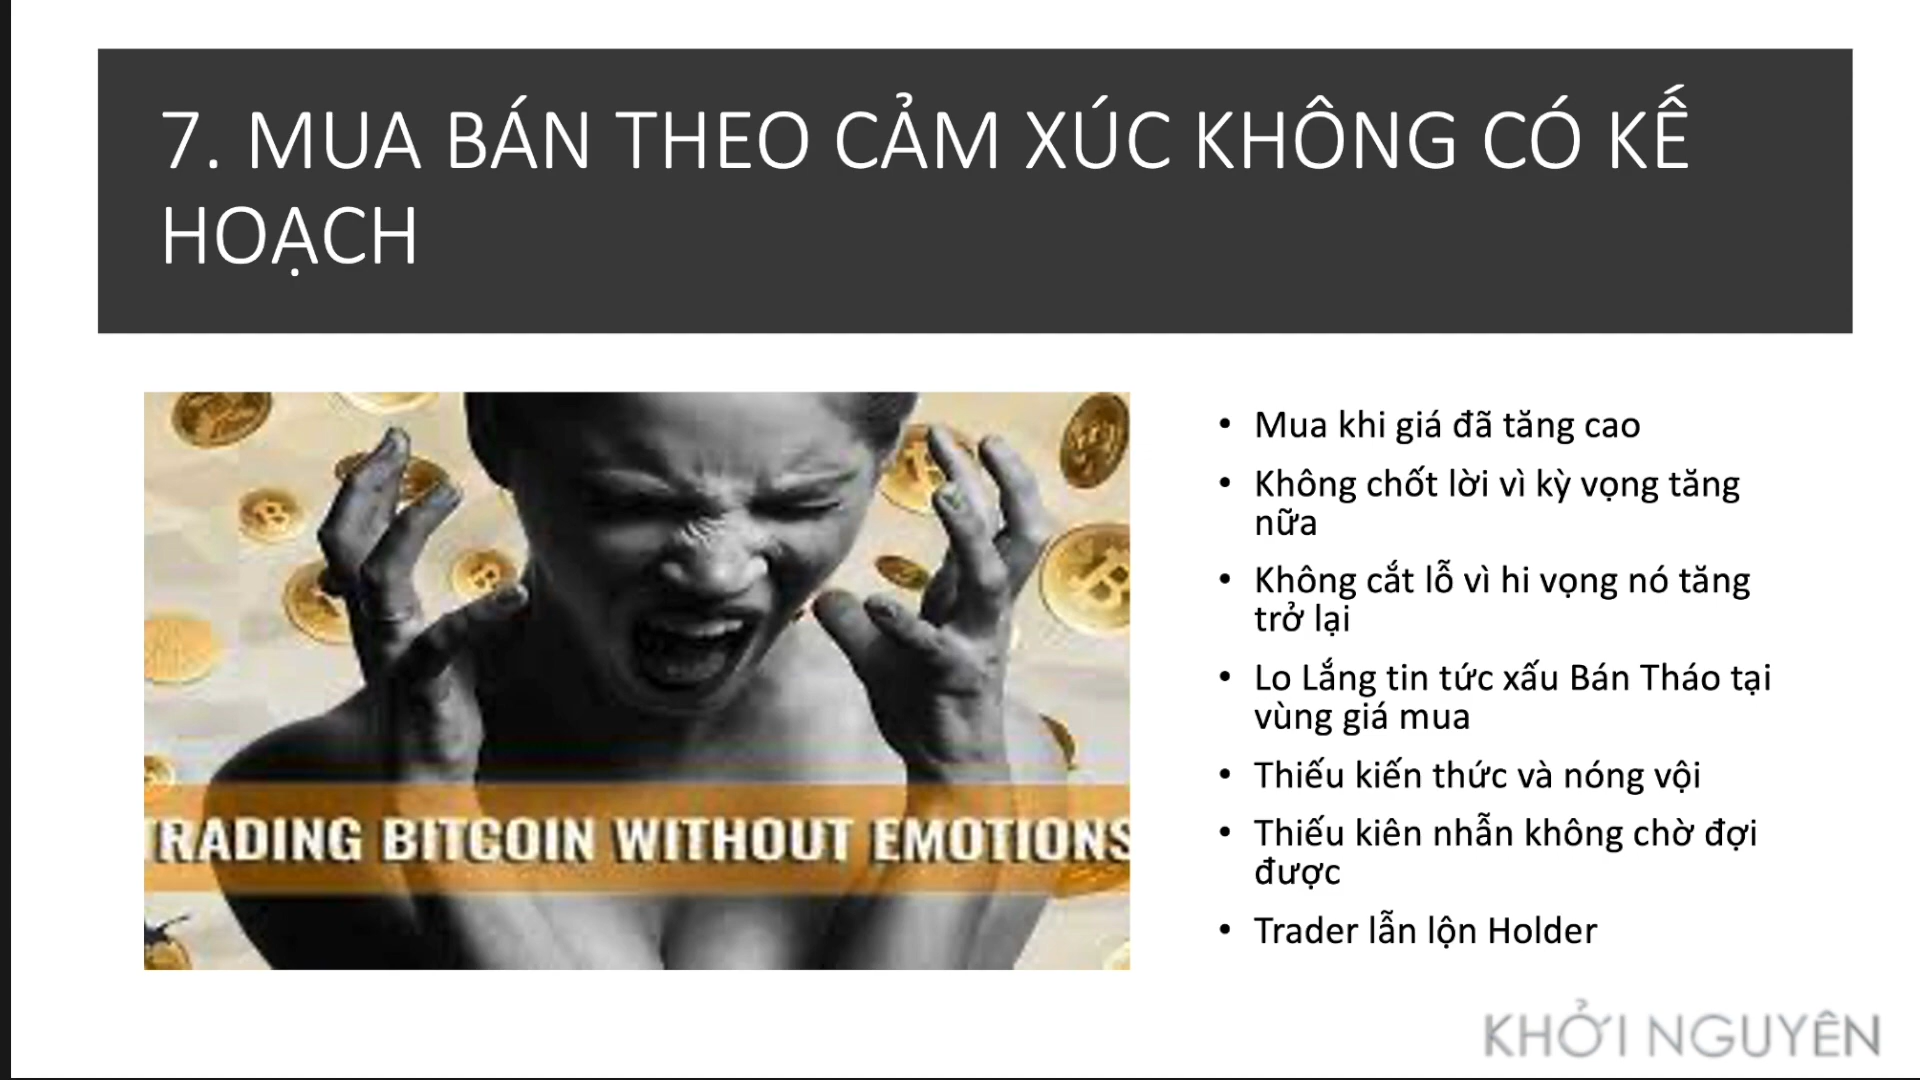 7. MUA BÁN THEO CẢM XÚC KHÔNG CÓ KẾ
HOẠCH
• Mua khi giá đã tăng cao
• Không chốt lời vì kỳ vọng tăng
nữa
• Không cắt lỗ vì hi vọng nó tăng
trở lại
• Lo Lắng tin tức xấu Bán Tháo tại
vùng giá mua
• Thiếu kiến thức và nóng vội
• Thiếu kiên nhẫn không chờ đợi
được
• Trader lẫn lộn Holder
TRADING BITCOIN WITHOUT EMOTIONS
KHỞI NGUYÊN